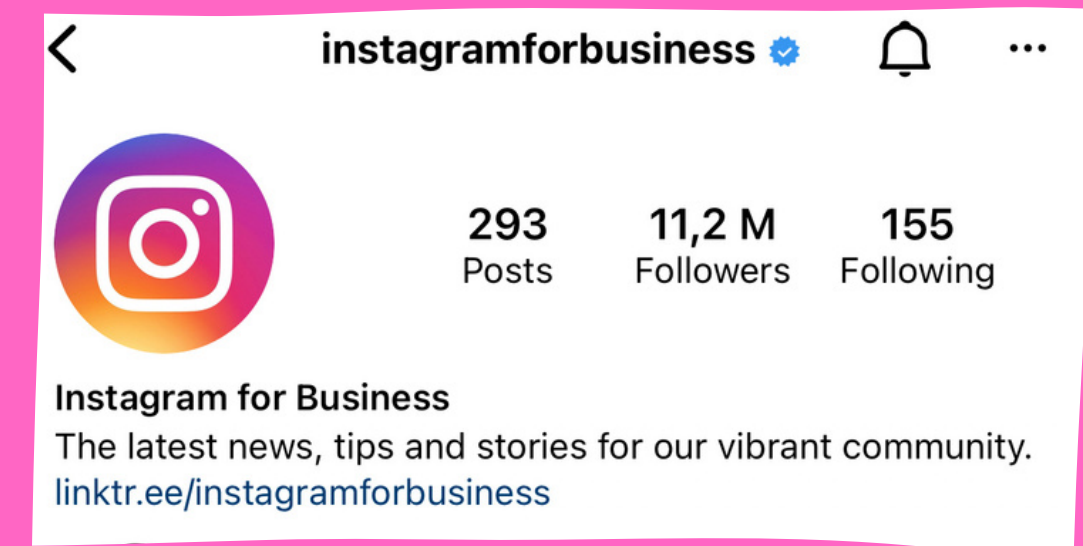 instagramforbusiness
293 11,2 M 155
Posts Followers Following
Instagram for Business
The latest news, tips and stories for our vibrant community.
linktr.ee/instagramforbusiness